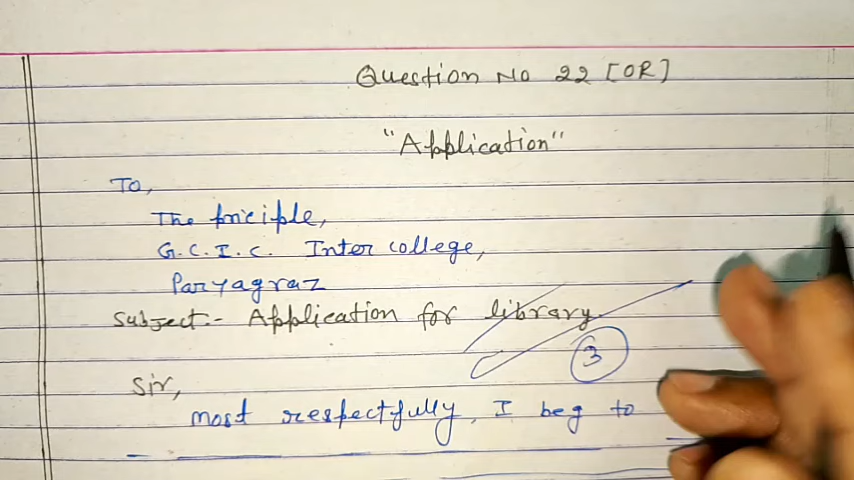 Question No 22 [OR]
"Application"
To,
The priciple,
G.C.I.C. Inter college,
Paryagraz
Subject:- Application for library.
3
Sir,
most respectfully, I beg to